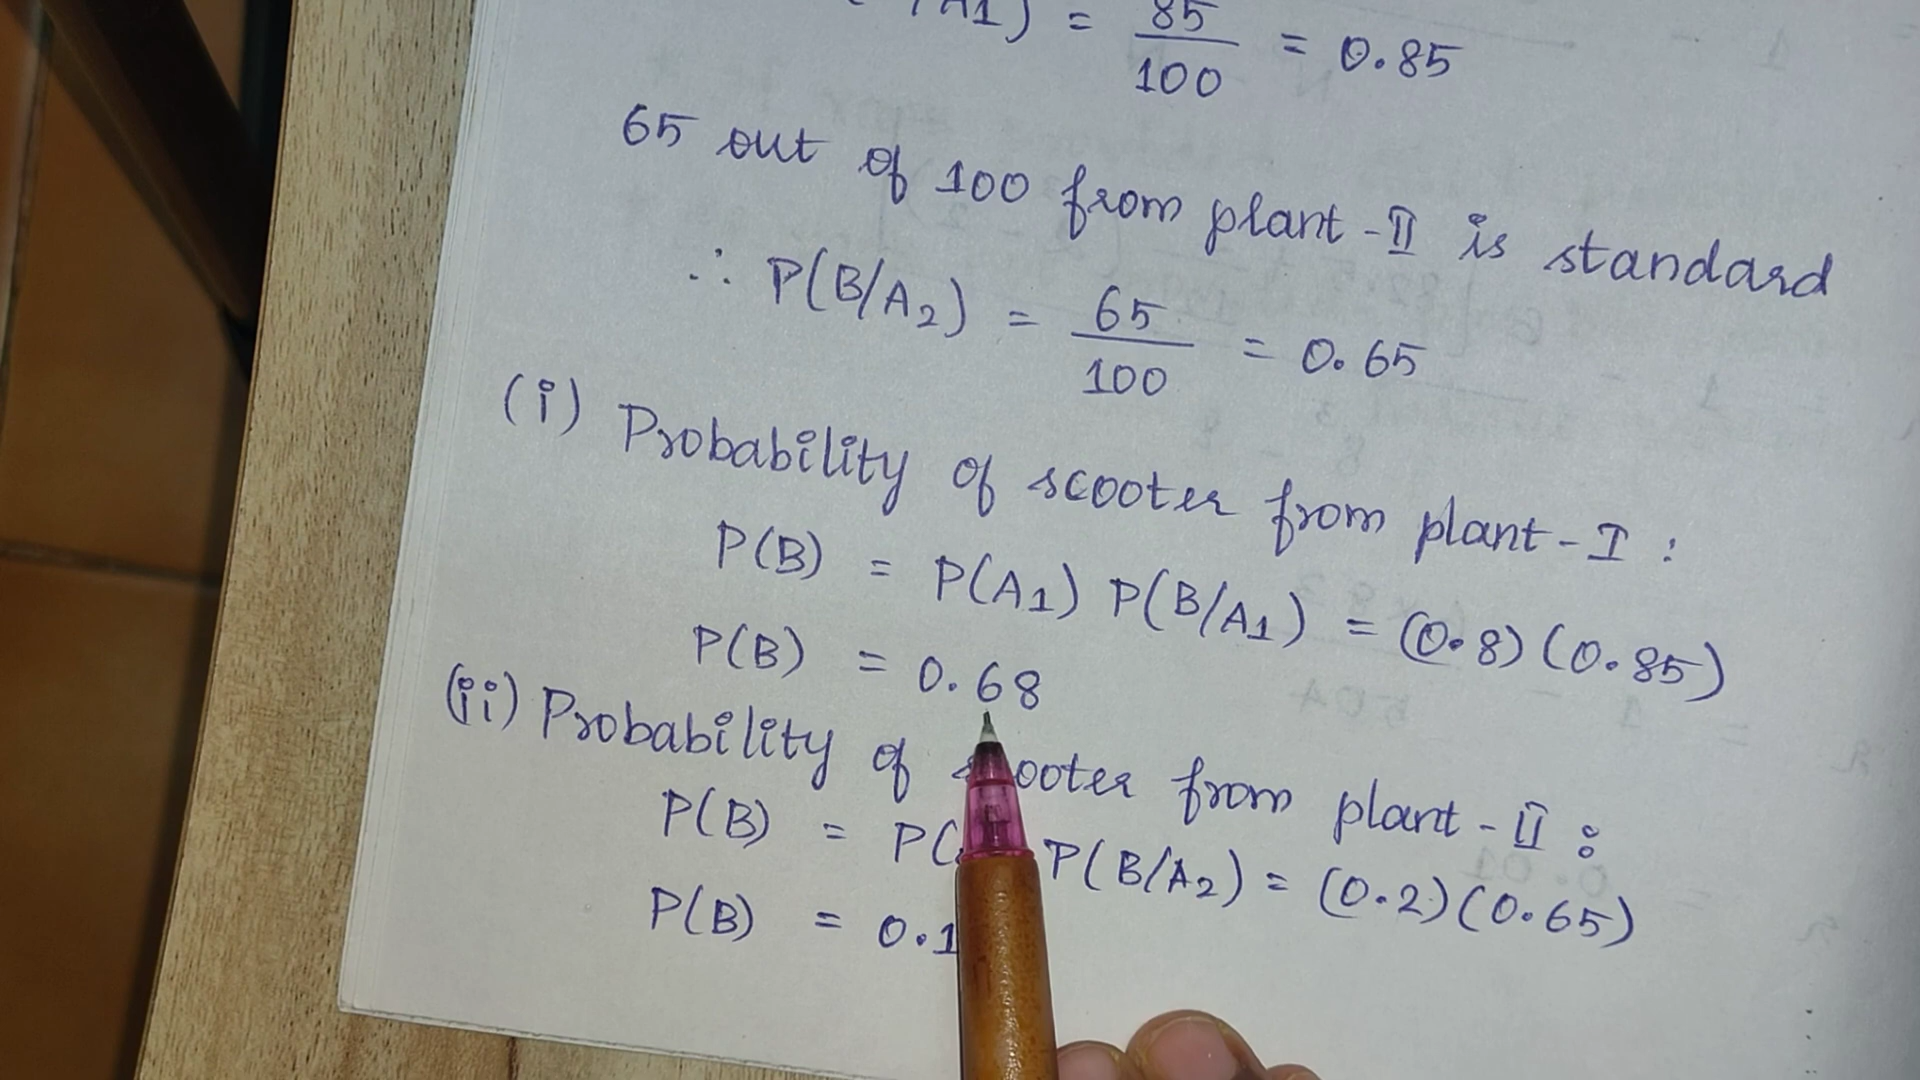 /A1) = 85/100 = 0.85
65 out of 100 from plant-II is standard
∴ P(B/A2) = 65/100 = 0.65
(i) Probability of scooter from plant-I :
P(B) = P(A1) P(B/A1) = (0.8)(0.85)
P(B) = 0.68
(ii) Probability of scooter from plant-II :
P(B) = P( P(B/A2) = (0.2)(0.65)
P(B) = 0.1